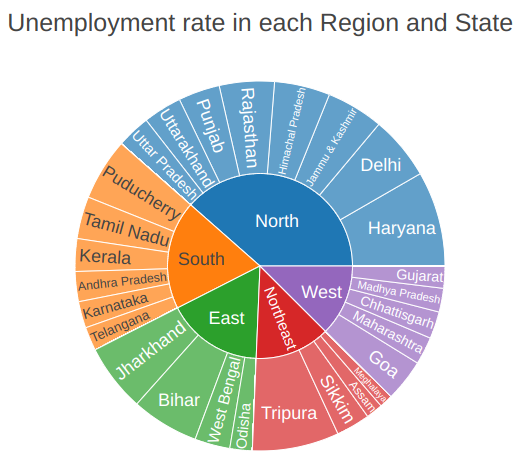 Unemployment rate in each Region and State
North
South
East
Northeast
West
Haryana
Delhi
Jammu & Kashmir
Himachal Pradesh
Rajasthan
Punjab
Uttarakhand
Uttar Pradesh
Puducherry
Tamil Nadu
Kerala
Andhra Pradesh
Karnataka
Telangana
Jharkhand
Bihar
West Bengal
Odisha
Tripura
Sikkim
Assam
Meghalaya
Goa
Maharashtra
Chhattisgarh
Madhya Pradesh
Gujarat